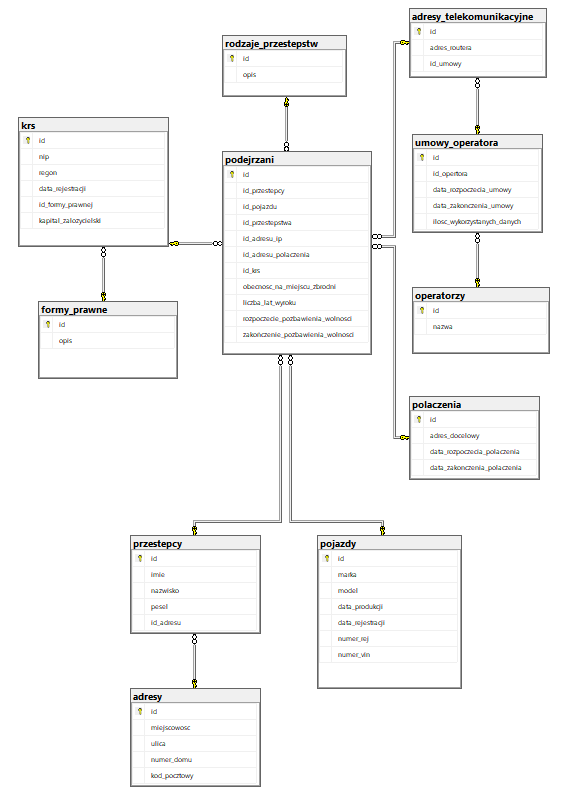 adresy_telekomunikacyjne
id
adres_routera
id_umowy
rodzaje_przestepstw
id
opis
krs
id
nip
regon
data_rejestracji
id_formy_prawnej
kapital_zalozycielski
podejrzani
id
id_przestepcy
id_pojazdu
id_przestepstwa
id_adresu_ip
id_adresu_polaczenia
id_krs
obecnosc_na_miejscu_zbrodni
liczba_lat_wyroku
rozpoczecie_pozbawienia_wolnosci
zakonczenie_pozbawienia_wolnosci
umowy_operatora
id
id_opertora
data_rozpoczecia_umowy
data_zakonczenia_umowy
ilosc_wykorzystanych_danych
formy_prawne
id
opis
operatorzy
id
nazwa
polaczenia
id
adres_docelowy
data_rozpoczecia_polaczenia
data_zakonczenia_polaczenia
przestepcy
id
imie
nazwisko
pesel
id_adresu
pojazdy
id
marka
model
data_produkcji
data_rejestracji
numer_rej
numer_vin
adresy
id
miejscowosc
ulica
numer_domu
kod_pocztowy